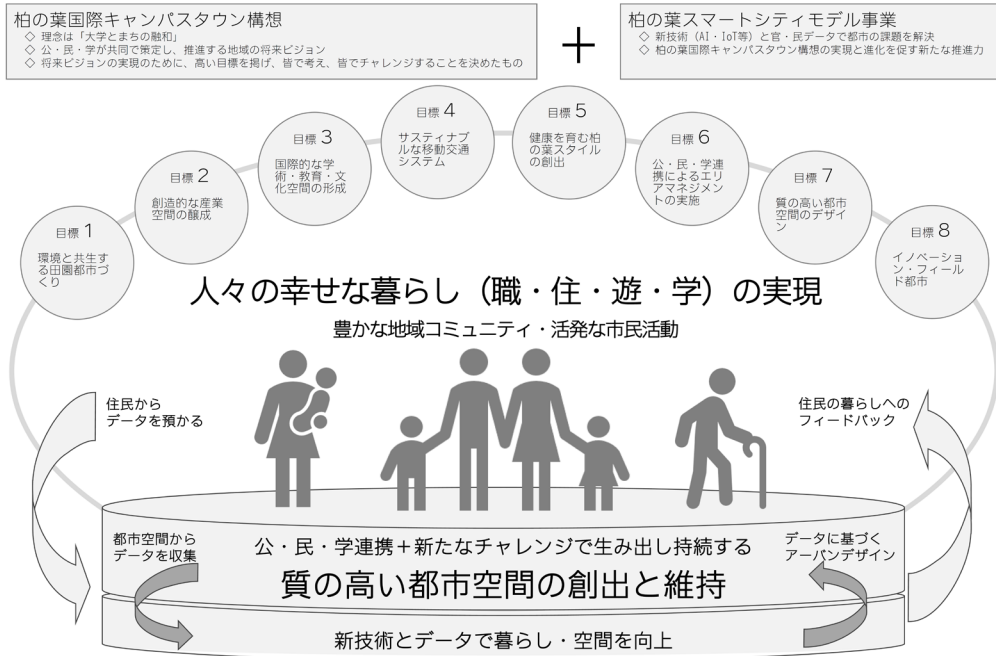 柏の葉国際キャンパスタウン構想
◇ 理念は「大学とまちの融和」
◇ 公・民・学が共同で策定し、推進する地域の将来ビジョン
◇ 将来ビジョンの実現のために、高い目標を掲げ、皆で考え、皆でチャレンジすることを決めたもの
＋
柏の葉スマートシティモデル事業
◇ 新技術（AI・IoT等）と官・民データで都市の課題を解決
◇ 柏の葉国際キャンパスタウン構想の実現と進化を促す新たな推進力
目標 1
環境と共生す
る田園都市づ
くり
目標 2
創造的な産業
空間の醸成
目標 3
国際的な学
術・教育・文
化空間の形成
目標 4
サスティナブ
ルな移動交通
システム
目標 5
健康を育む柏
の葉スタイル
の創出
目標 6
公・民・学連
携によるエリ
アマネジメン
トの実施
目標 7
質の高い都市
空間のデザイ
ン
目標 8
イノベーショ
ン・フィール
ド都市
人々の幸せな暮らし（職・住・遊・学）の実現
豊かな地域コミュニティ・活発な市民活動
住民から
データを預かる
住民の暮らしへの
フィードバック
都市空間から
データを収集
公・民・学連携＋新たなチャレンジで生み出し持続する
質の高い都市空間の創出と維持
データに基づく
アーバンデザイン
新技術とデータで暮らし・空間を向上